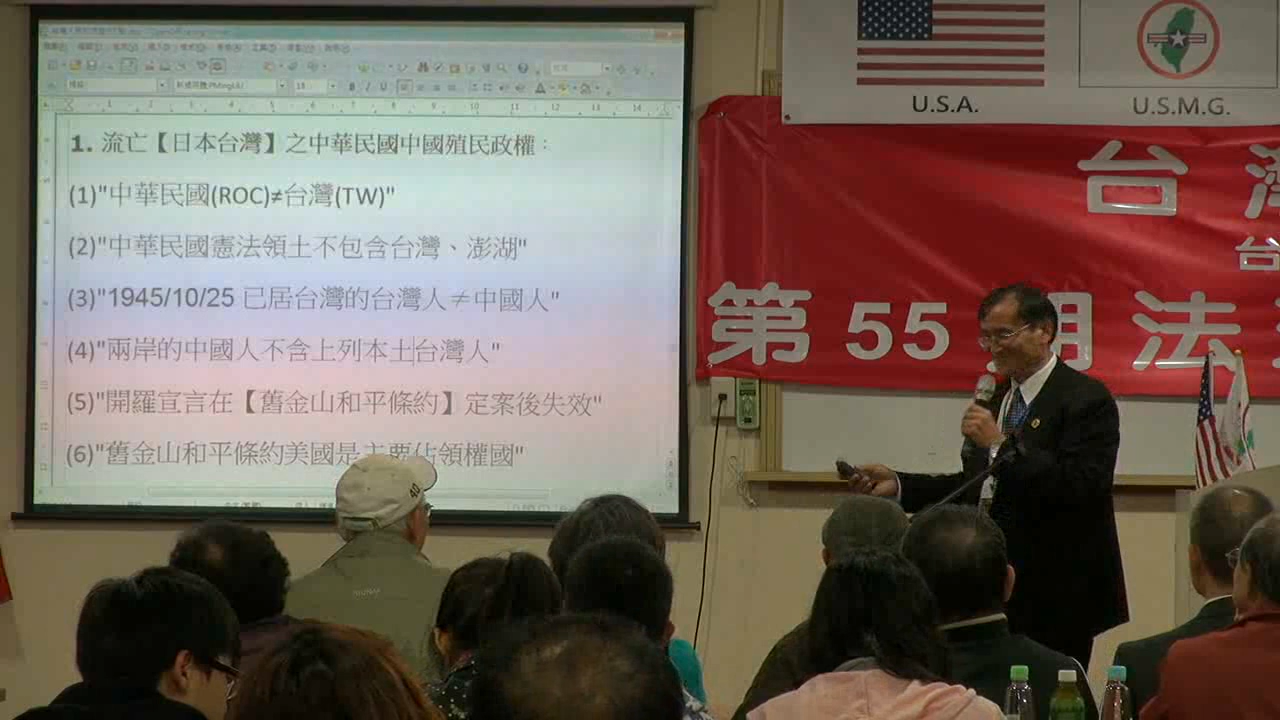 1. 流亡【日本台灣】之中華民國中國殖民政權：
(1)"中華民國(ROC)≠台灣(TW)"
(2)"中華民國憲法領土不包含台灣、澎湖"
(3)"1945/10/25 已居台灣的台灣人≠中國人"
(4)"兩岸的中國人不含上列本土台灣人"
(5)"開羅宣言在【舊金山和平條約】定案後失效"
(6)"舊金山和平條約美國是主要佔領權國"
U.S.A.
U.S.M.G.
台灣
台
第 55 期 法
40